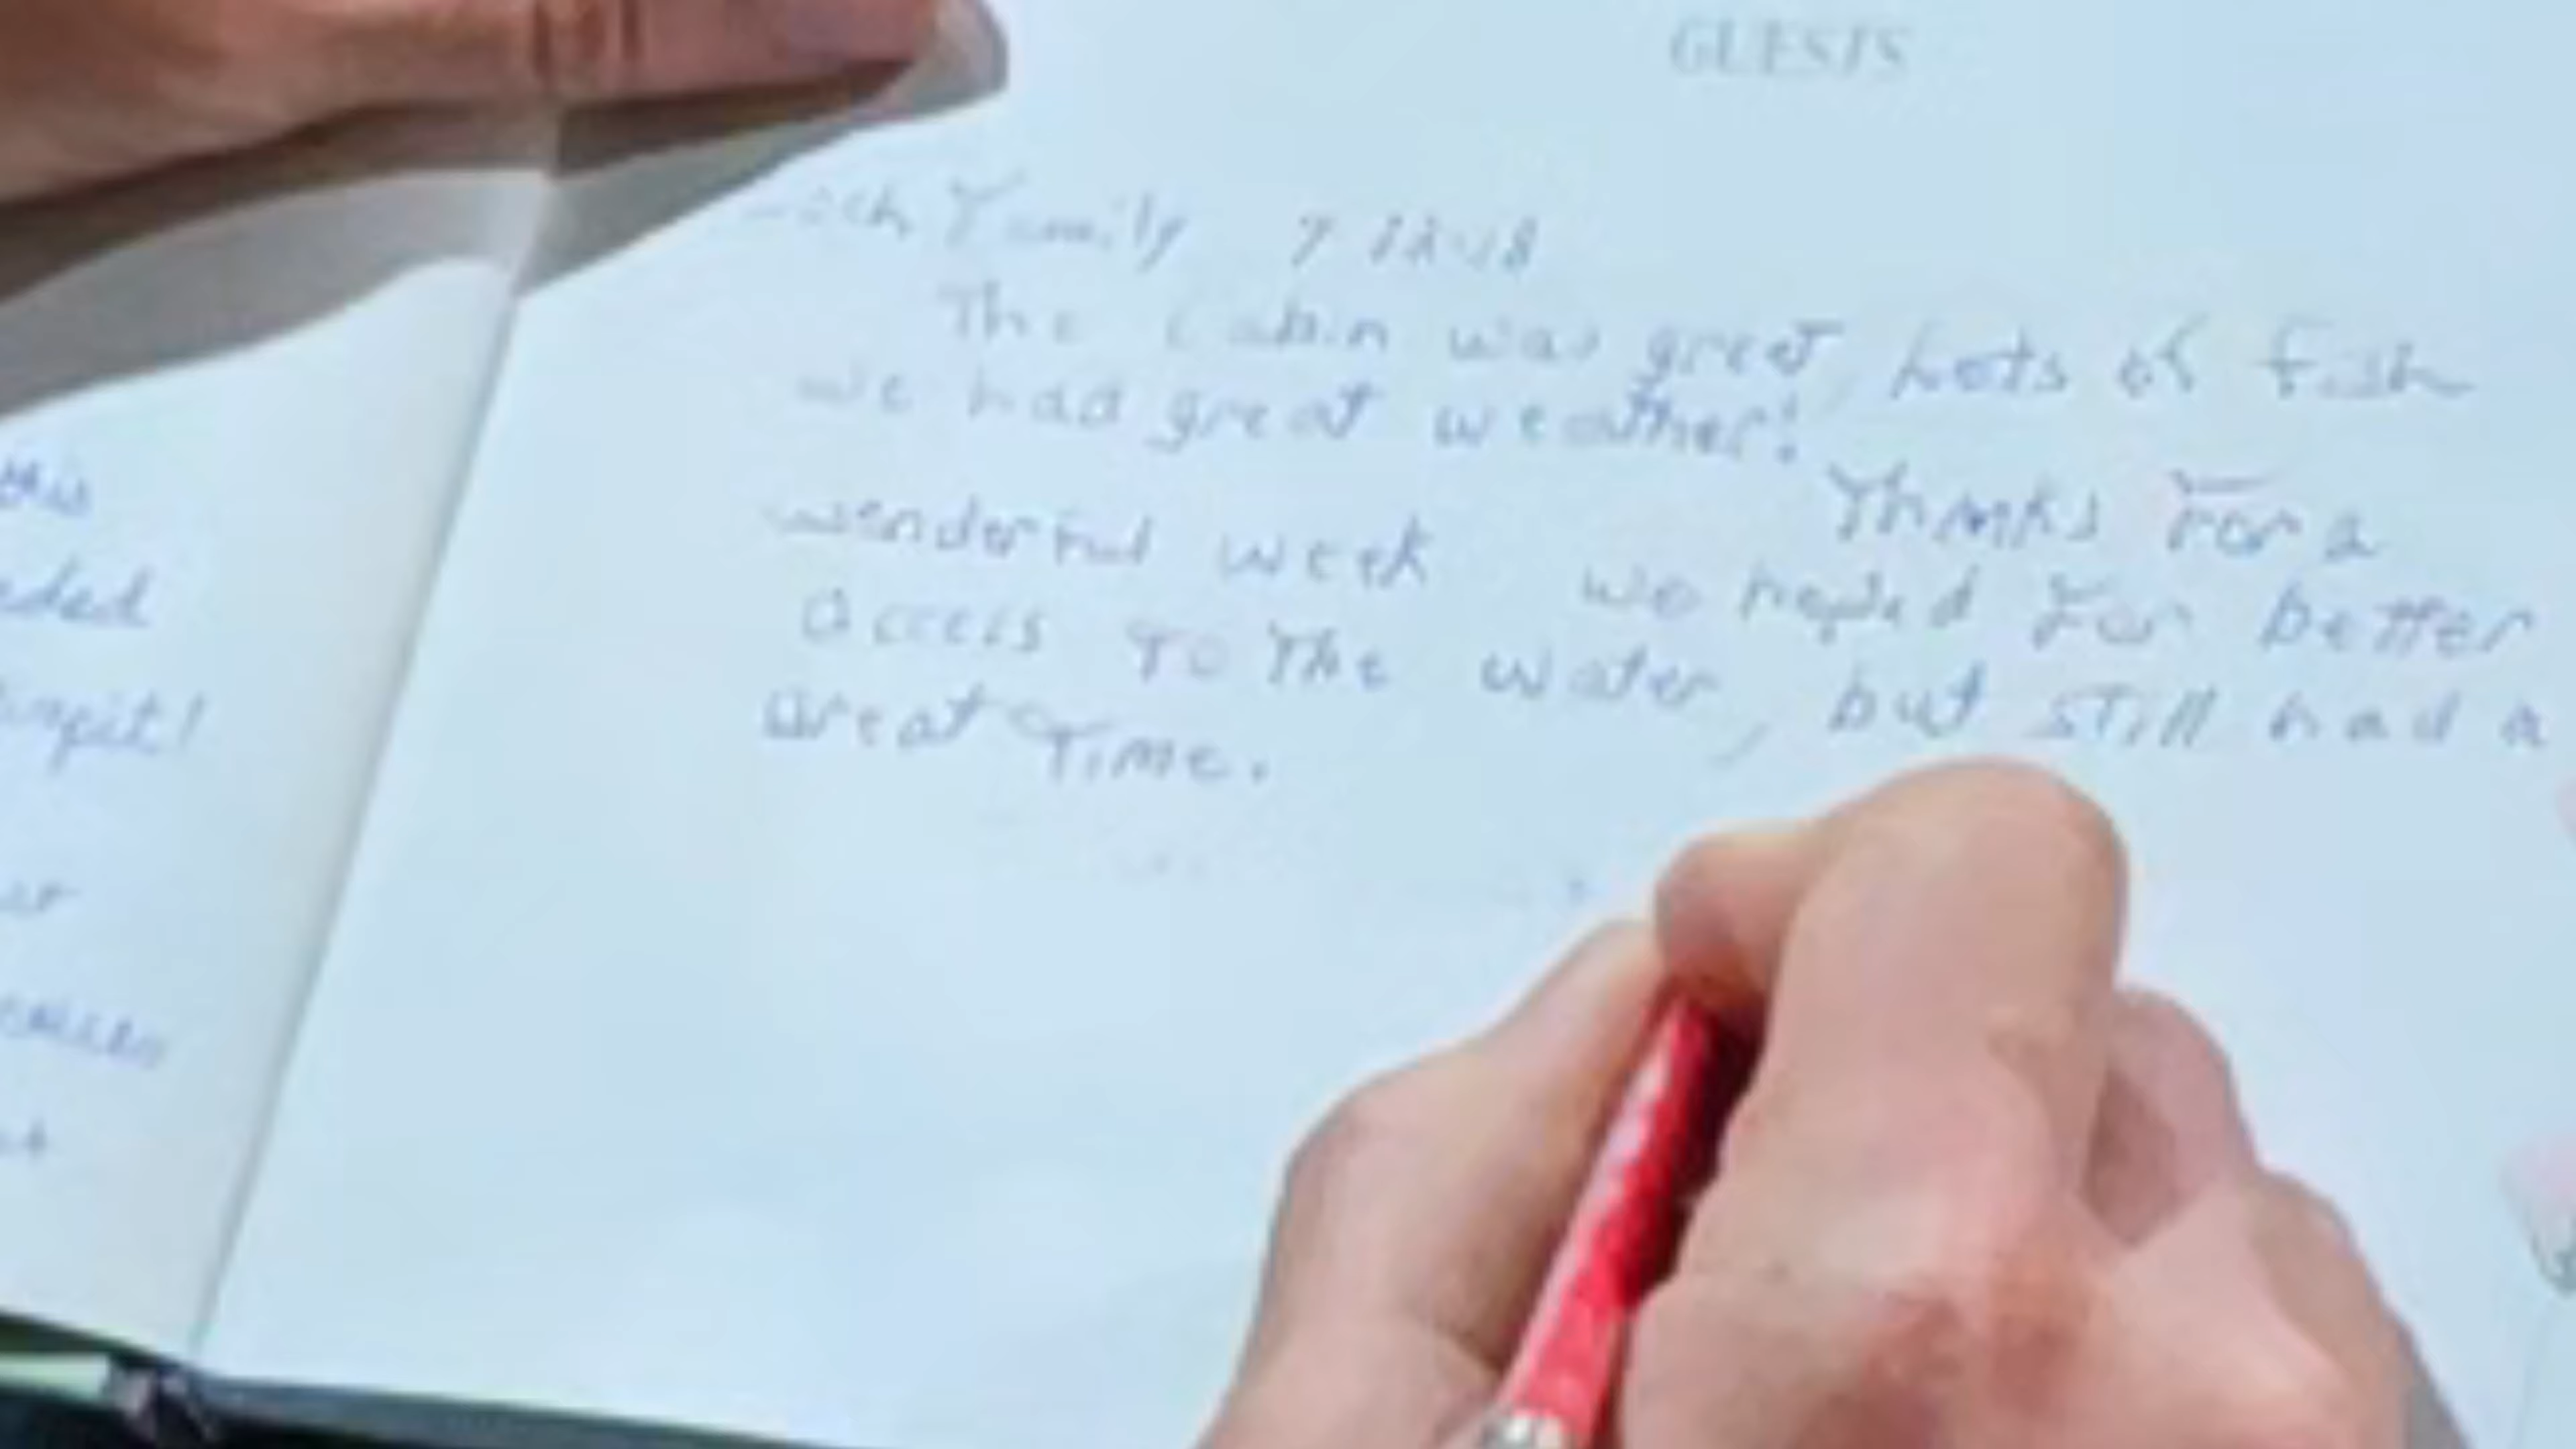 GUESTS
Family
The cabin was great, Lots of fish
we had great weather! Thanks For a
wonderful week we hoped for better
access to the water, but still had a
Great Time.
this